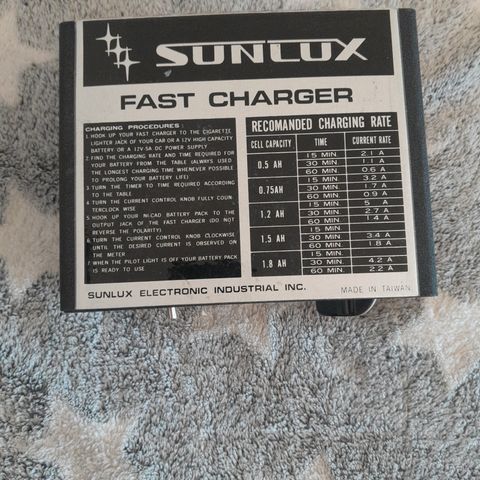 SUNLUX
FAST CHARGER
CHARGING PROCEDURES
1. HOOK UP YOUR FAST CHARGER TO THE CIGARETTE
LIGHTER JACK OF YOUR CAR OR A 12V HIGH CAPACITY
BATTERY OR A 12V-5A DC POWER SUPPLY
2. FIND THE CHARGING RATE AND TIME REQUIRED FOR
YOUR BATTERY FROM THE TABLE (ALWAYS USED
THE LONGEST CHARGING TIME WHENEVER POSSIBLE
TO PROLONG YOUR BATTERY LIFE)
3. TURN THE TIMER TO TIME REQUIRED ACCORDING
TO THE TABLE
4. TURN THE CURRENT CONTROL KNOB FULLY COUN-
TERCLOCK WISE
5. HOOK UP YOUR NI-CAD BATTERY PACK TO THE
OUTPUT JACK OF THE FAST CHARGER (DO NOT
REVERSE THE POLARITY)
6. TURN THE CURRENT CONTROL KNOB CLOCKWISE
UNTIL THE DESIRED CURRENT IS OBSERVED ON
THE METER
7. WHEN THE PILOT LIGHT IS OFF YOUR BATTERY PACK
IS READY TO USE
RECOMANDED CHARGING RATE
CELL CAPACITY TIME CURRENT RATE
0.5 AH
15 MIN. 2.1 A
30 MIN. 1.1 A
60 MIN. 0.6 A
0.75AH
15 MIN. 3.2 A
30 MIN. 1.7 A
60 MIN. 0.9 A
1.2 AH
15 MIN. 5 A
30 MIN. 2.7 A
60 MIN. 1.4 A
1.5 AH
15 MIN.
30 MIN. 3.4 A
60 MIN. 1.8 A
1.8 AH
15 MIN.
30 MIN. 4.2 A
60 MIN. 2.2 A
SUNLUX ELECTRONIC INDUSTRIAL INC. MADE IN TAIWAN